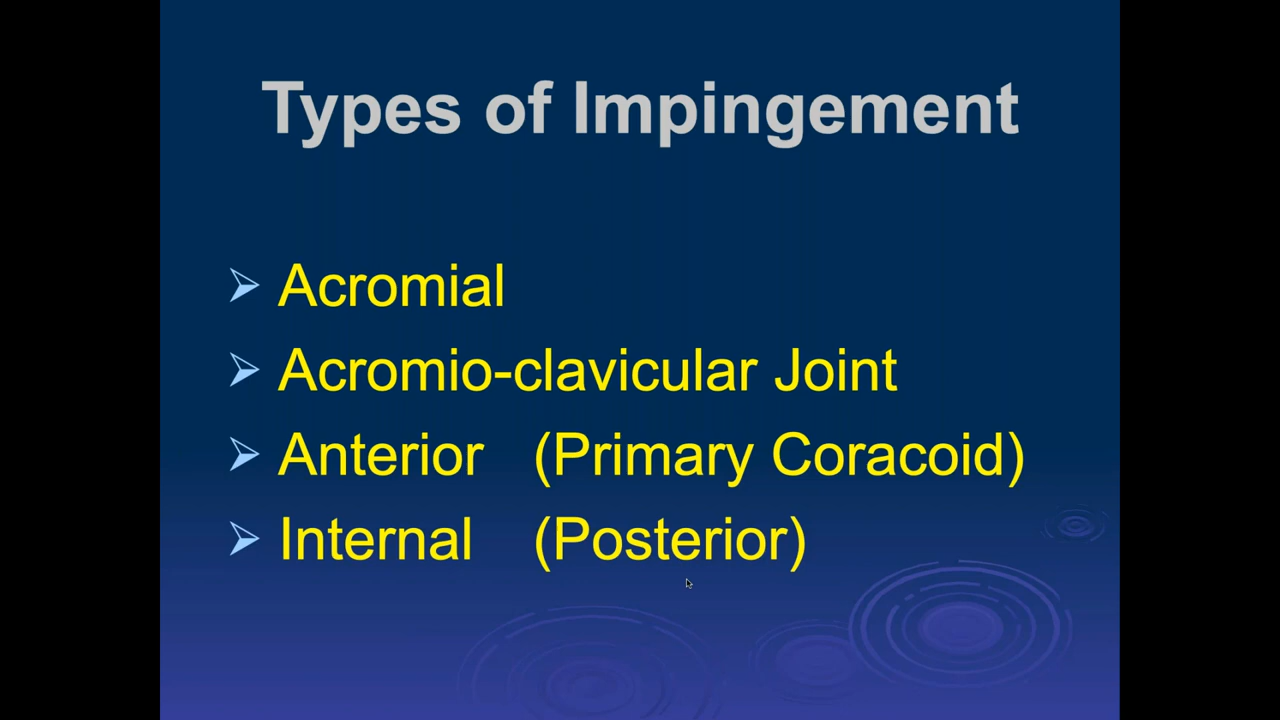 Types of Impingement
Acromial
Acromio-clavicular Joint
Anterior (Primary Coracoid)
Internal (Posterior)